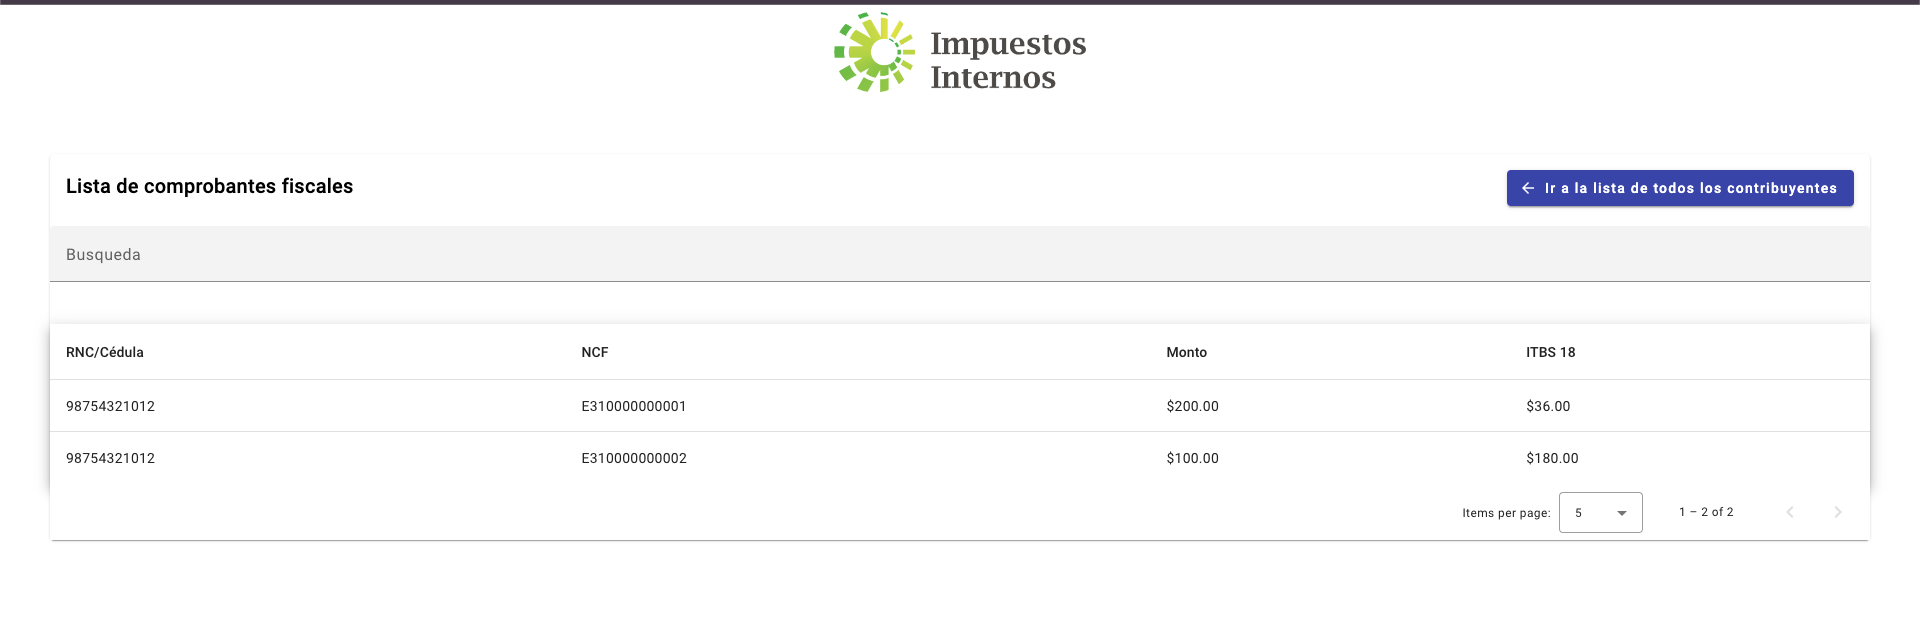 Impuestos
Internos
Lista de comprobantes fiscales
Ir a la lista de todos los contribuyentes
Busqueda
RNC/Cédula NCF Monto ITBS 18
98754321012 E310000000001 $200.00 $36.00
98754321012 E310000000002 $100.00 $180.00
Items per page: 5 1 – 2 of 2